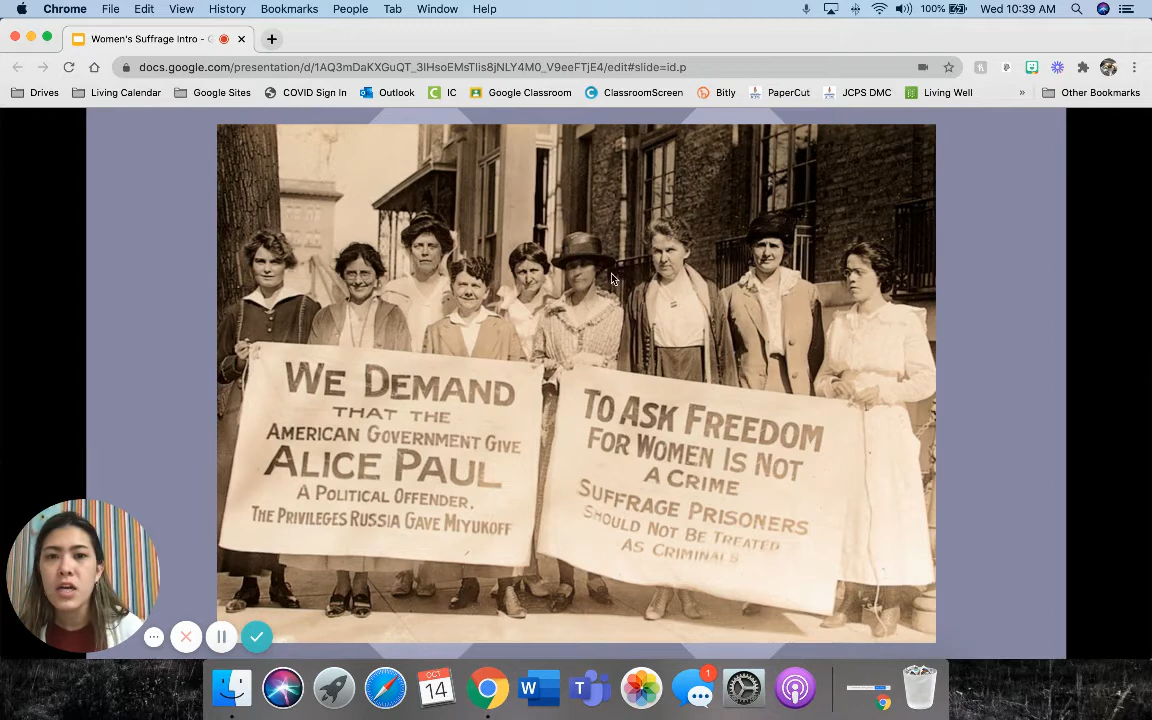 Chrome File Edit View History Bookmarks People Tab Window Help 100% Wed 10:39 AM
Women's Suffrage Intro -
docs.google.com/presentation/d/1AQ3mDaKXGuQT_3lHsoEMsTlis8jNLY4M0_V9eeFTjE4/edit#slide=id.p
Drives Living Calendar Google Sites COVID Sign In Outlook IC Google Classroom ClassroomScreen Bitly PaperCut JCPS DMC Living Well » Other Bookmarks
WE DEMAND
THAT THE
AMERICAN GOVERNMENT GIVE
ALICE PAUL
A POLITICAL OFFENDER.
THE PRIVILEGES RUSSIA GAVE MIYUKOFF
TO ASK FREEDOM
FOR WOMEN IS NOT
A CRIME
SUFFRAGE PRISONERS
SHOULD NOT BE TREATED
AS CRIMINALS
OCT
14
W
T
1